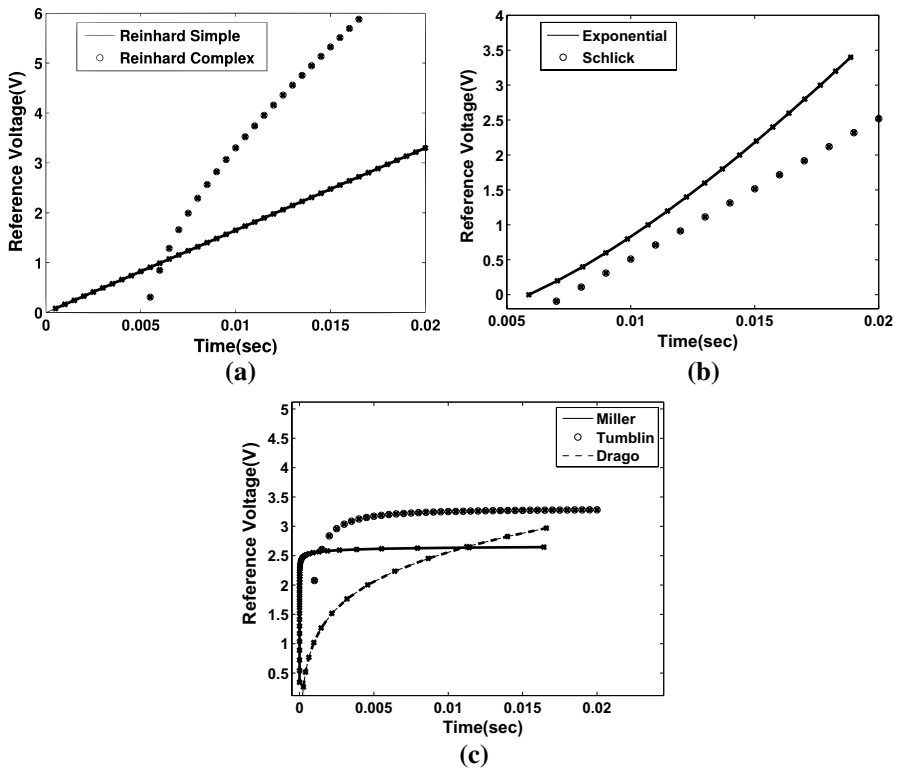 Reinhard Simple
Reinhard Complex
6
5
4
3
2
1
0
Reference Voltage(V)
0 0.005 0.01 0.015 0.02
Time(sec)
(a)
Exponential
Schlick
4
3.5
3
2.5
2
1.5
1
0.5
0
Reference Voltage(V)
0.005 0.01 0.015 0.02
Time(sec)
(b)
Miller
Tumblin
Drago
5
4.5
4
3.5
3
2.5
2
1.5
1
0.5
Reference Voltage(V)
0 0.005 0.01 0.015 0.02
Time(sec)
(c)